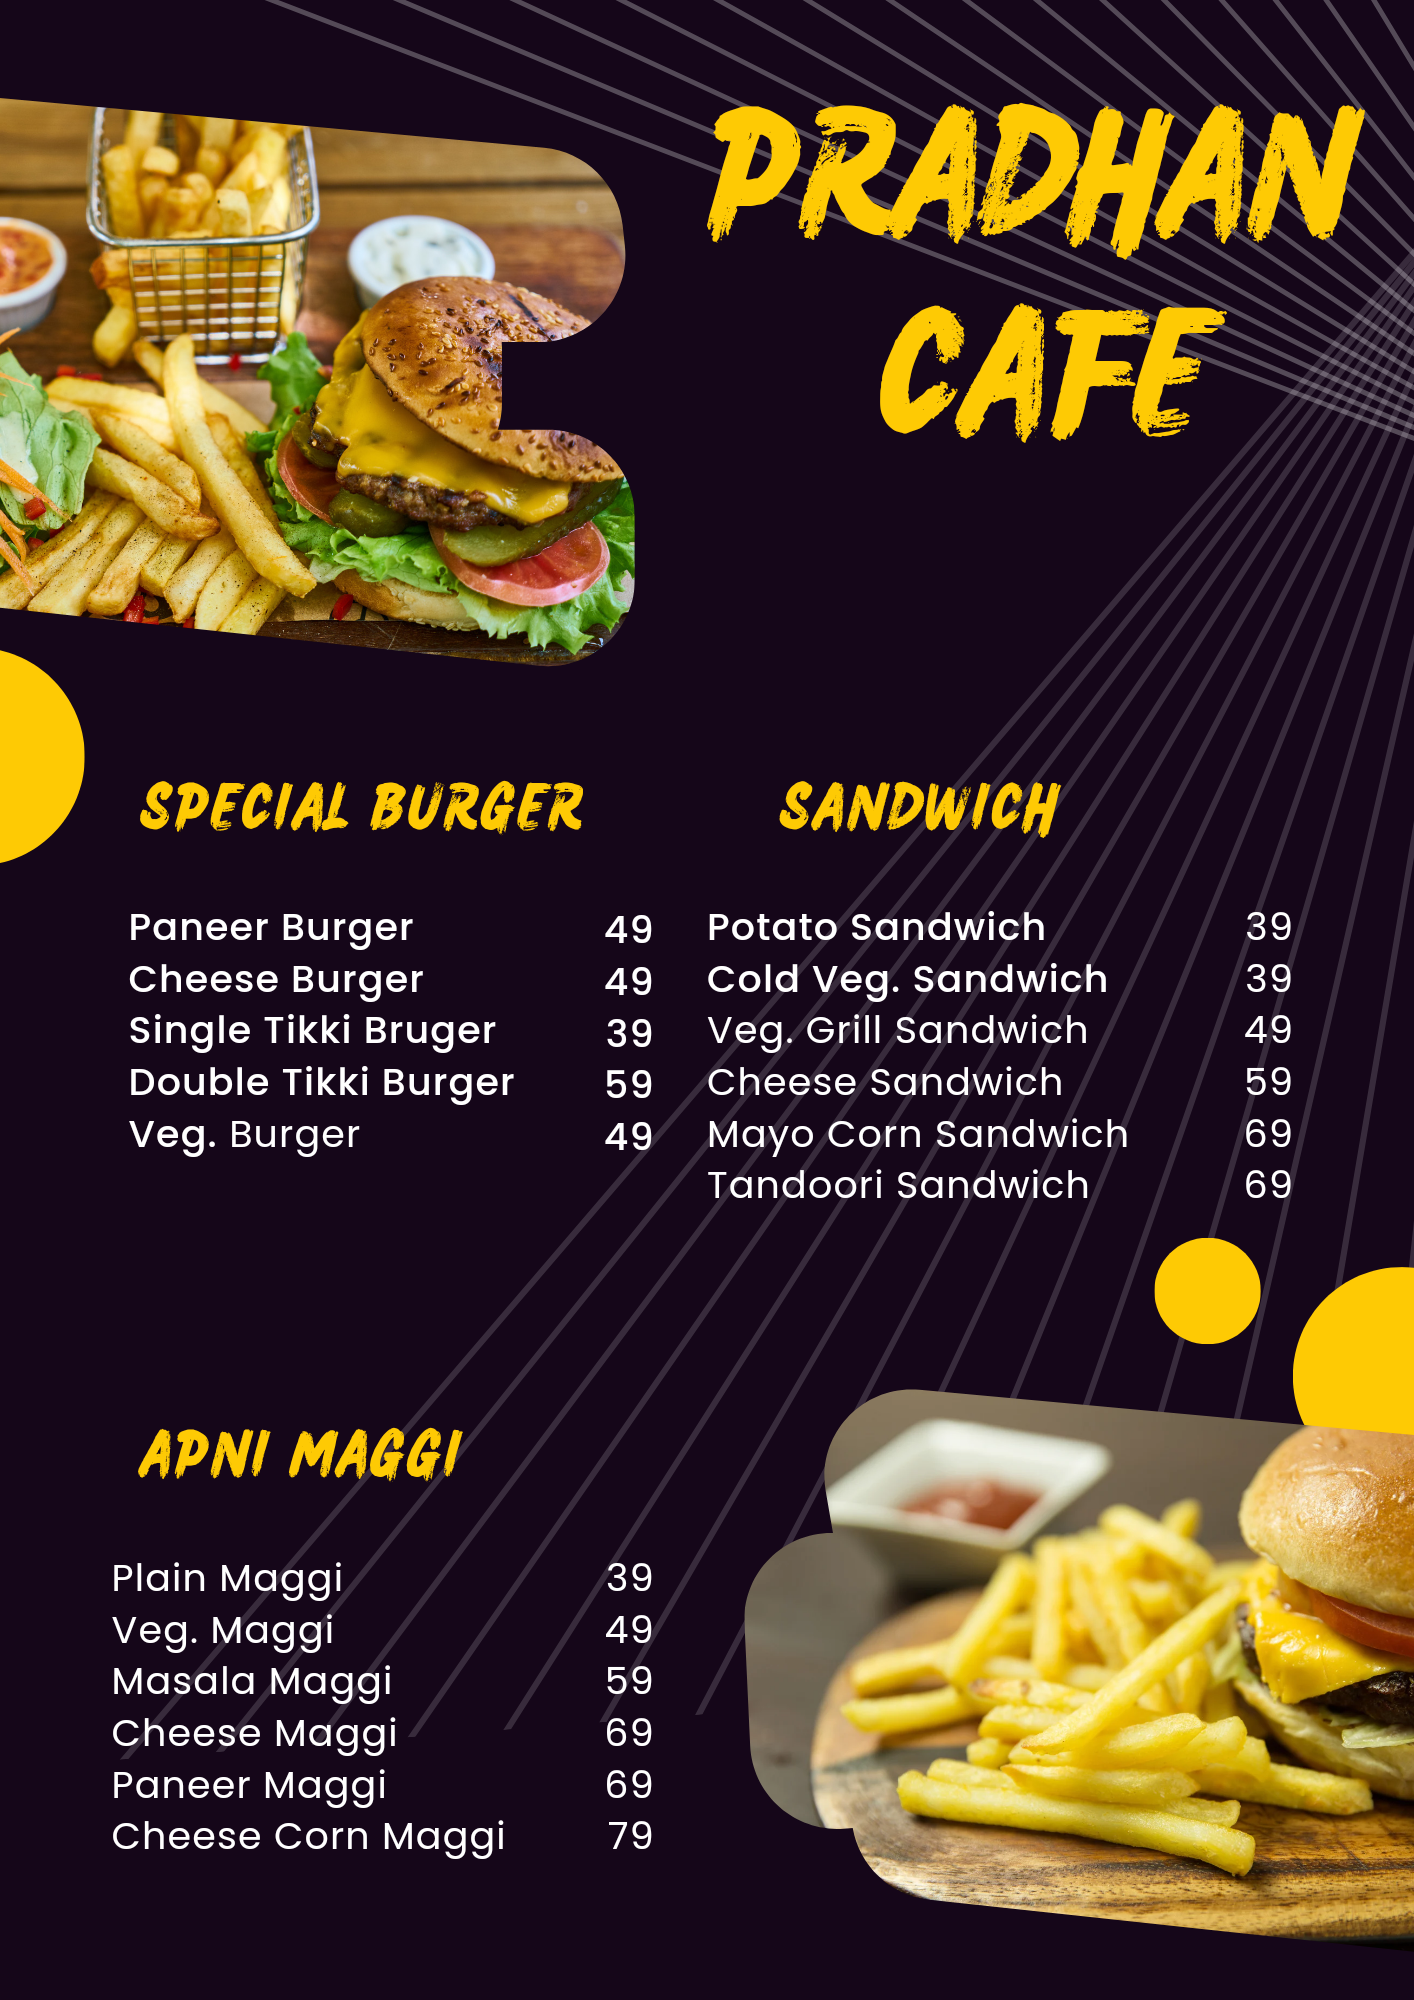 PRADHAN
CAFE
SPECIAL BURGER
Paneer Burger 49
Cheese Burger 49
Single Tikki Bruger 39
Double Tikki Burger 59
Veg. Burger 49
SANDWICH
Potato Sandwich 39
Cold Veg. Sandwich 39
Veg. Grill Sandwich 49
Cheese Sandwich 59
Mayo Corn Sandwich 69
Tandoori Sandwich 69
APNI MAGGI
Plain Maggi 39
Veg. Maggi 49
Masala Maggi 59
Cheese Maggi 69
Paneer Maggi 69
Cheese Corn Maggi 79